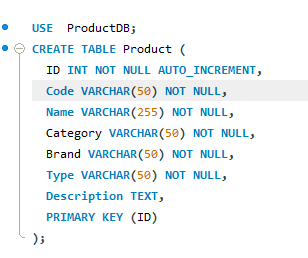 USE  ProductDB;
CREATE TABLE Product (
ID INT NOT NULL AUTO_INCREMENT,
Code VARCHAR(50) NOT NULL,
Name VARCHAR(255) NOT NULL,
Category VARCHAR(50) NOT NULL,
Brand VARCHAR(50) NOT NULL,
Type VARCHAR(50) NOT NULL,
Description TEXT,
PRIMARY KEY (ID)
);